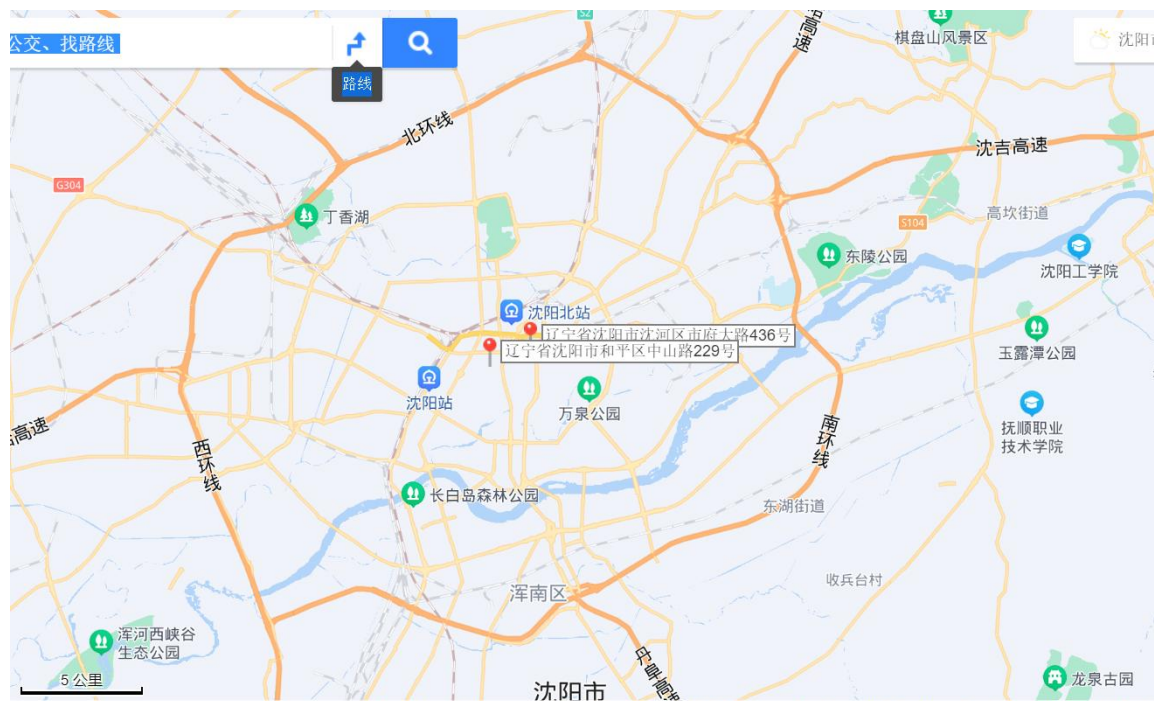 S2
公交、找路线
路线
高速
棋盘山风景区
沈阳
北环线
沈吉高速
G304
丁香湖
高坎街道
S104
东陵公园
沈阳工学院
沈阳北站
辽宁省沈阳市沈河区市府大路436号
辽宁省沈阳市和平区中山路229号
玉露潭公园
沈阳站
万泉公园
高速
西环线
南环线
抚顺职业
技术学院
长白岛森林公园
东湖街道
收兵台村
浑南区
浑河西峡谷
生态公园
丹阜高速
5 公里
沈阳市
龙泉古园